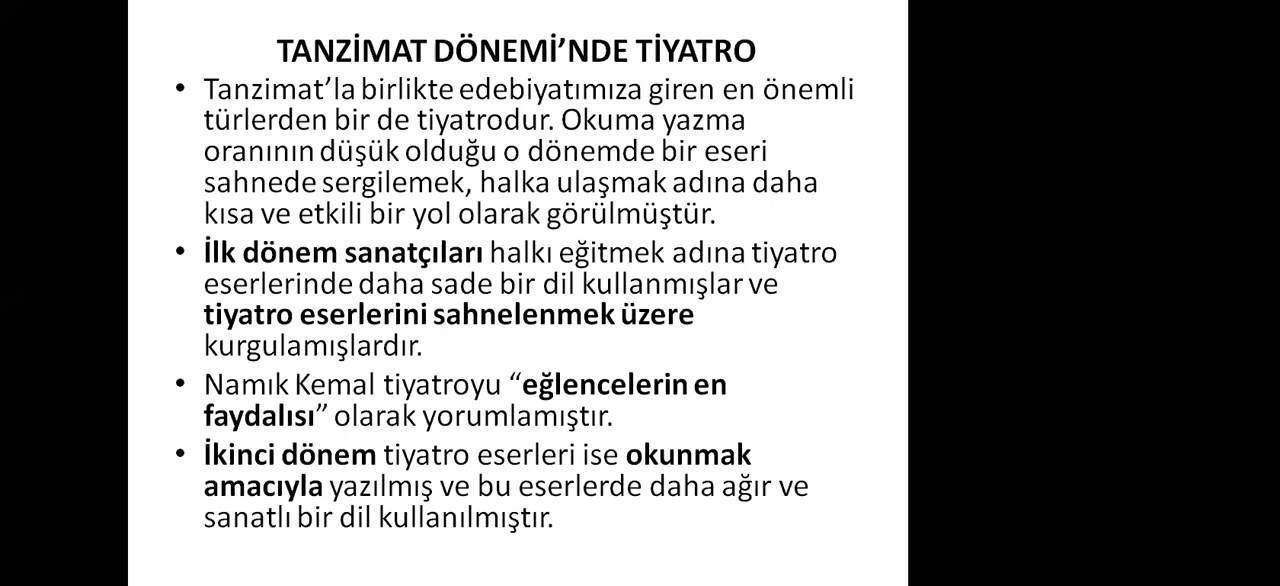 TANZİMAT DÖNEMİ’NDE TİYATRO
• Tanzimat’la birlikte edebiyatımıza giren en önemli
türlerden bir de tiyatrodur. Okuma yazma
oranının düşük olduğu o dönemde bir eseri
sahnede sergilemek, halka ulaşmak adına daha
kısa ve etkili bir yol olarak görülmüştür.
• İlk dönem sanatçıları halkı eğitmek adına tiyatro
eserlerinde daha sade bir dil kullanmışlar ve
tiyatro eserlerini sahnelenmek üzere
kurgulamışlardır.
• Namık Kemal tiyatroyu “eğlencelerin en
faydalısı” olarak yorumlamıştır.
• İkinci dönem tiyatro eserleri ise okunmak
amacıyla yazılmış ve bu eserlerde daha ağır ve
sanatlı bir dil kullanılmıştır.